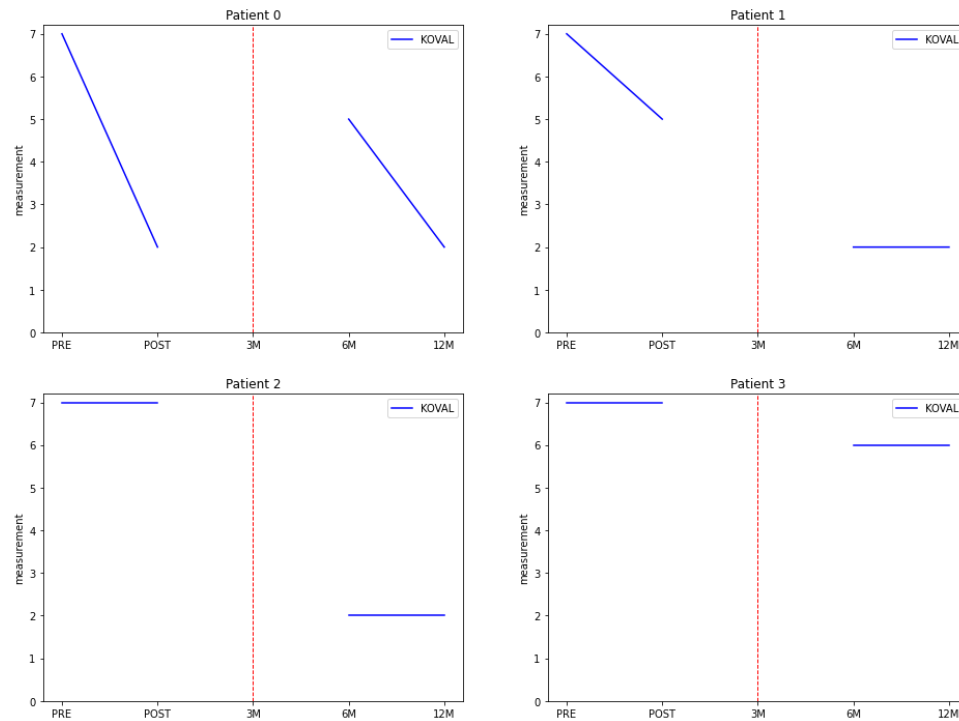 Patient 0
KOVAL
measurement
7
6
5
4
3
2
1
0
PRE POST 3M 6M 12M
Patient 1
KOVAL
measurement
7
6
5
4
3
2
1
0
PRE POST 3M 6M 12M
Patient 2
KOVAL
measurement
7
6
5
4
3
2
1
0
PRE POST 3M 6M 12M
Patient 3
KOVAL
measurement
7
6
5
4
3
2
1
0
PRE POST 3M 6M 12M